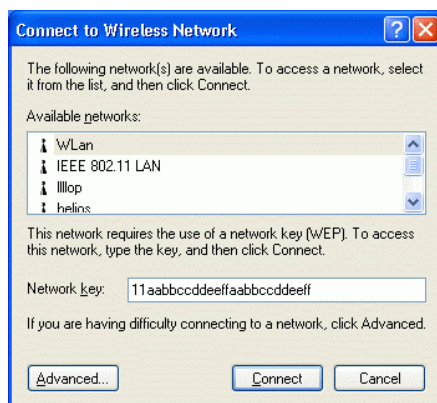 Connect to Wireless Network
The following network(s) are available. To access a network, select
it from the list, and then click Connect.
Available networks:
WLan
IEEE 802.11 LAN
llllop
helios
This network requires the use of a network key (WEP). To access
this network, type the key, and then click Connect.
Network key: 11aabbccddeeffaabbccddeeff
If you are having difficulty connecting to a network, click Advanced.
Advanced... Connect Cancel